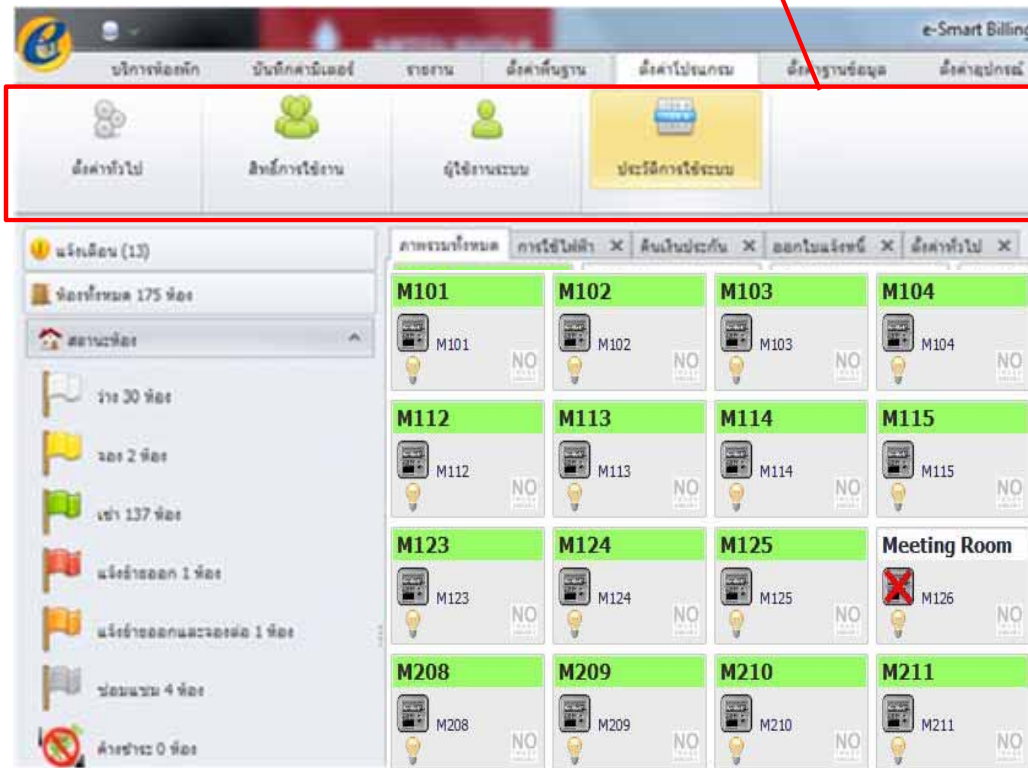 e-Smart Billing
บริการห้องพัก บันทึกค่ามิเตอร์ รายงาน ตั้งค่าพื้นฐาน ตั้งค่าโปรแกรม ตั้งค่าฐานข้อมูล ตั้งค่าอุปกรณ์
ตั้งค่าทั่วไป สิทธิ์การใช้งาน ผู้ใช้งานระบบ ประวัติการใช้ระบบ
แจ้งเตือน (13)
ภาพรวมทั้งหมด การใช้ไฟฟ้า คืนเงินประกัน ออกใบแจ้งหนี้ ตั้งค่าทั่วไป
ห้องทั้งหมด 175 ห้อง
สถานะห้อง
ว่าง 30 ห้อง
จอง 2 ห้อง
เช่า 137 ห้อง
แจ้งย้ายออก 1 ห้อง
แจ้งย้ายออกและจองต่อ 1 ห้อง
ซ่อมแซม 4 ห้อง
ค้างชำระ 0 ห้อง
M101 M102 M103 M104
M101 M102 M103 M104
NO NO NO NO
M112 M113 M114 M115
M112 M113 M114 M115
NO NO NO NO
M123 M124 M125 Meeting Room
M123 M124 M125 M126
NO NO NO NO
M208 M209 M210 M211
M208 M209 M210 M211
NO NO NO NO